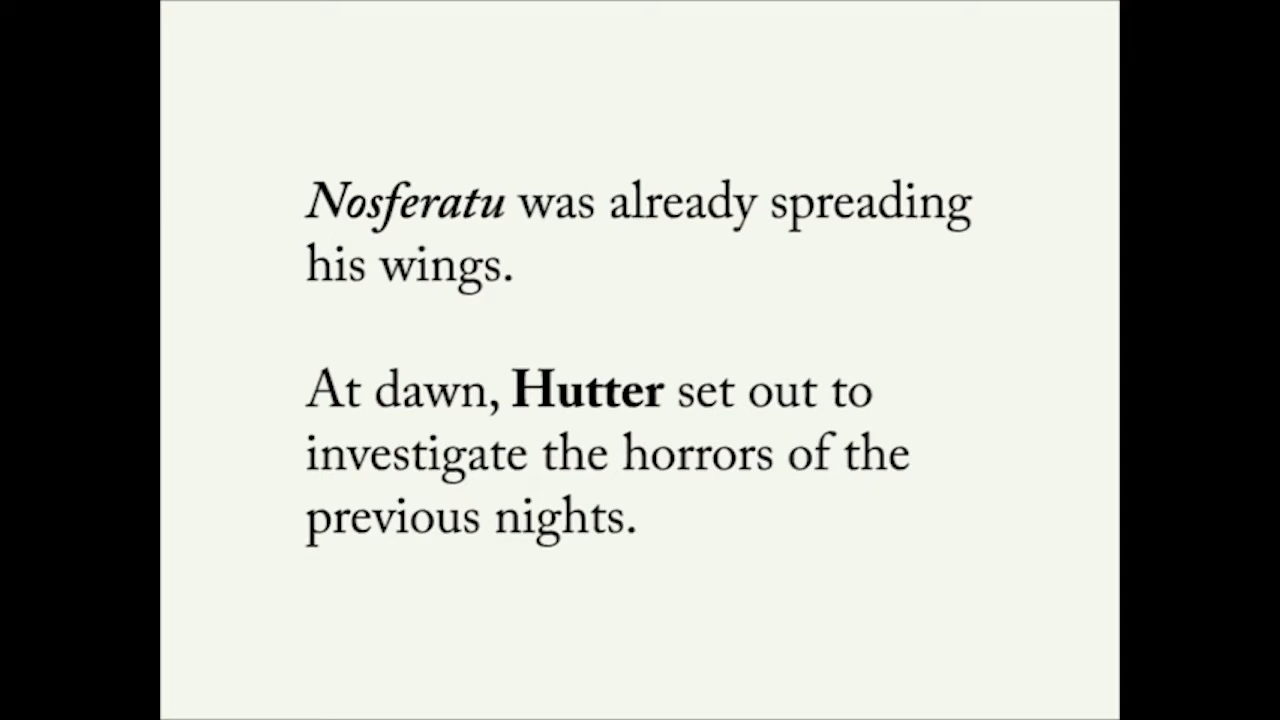 Nosferatu was already spreading
his wings.
At dawn, Hutter set out to
investigate the horrors of the
previous nights.